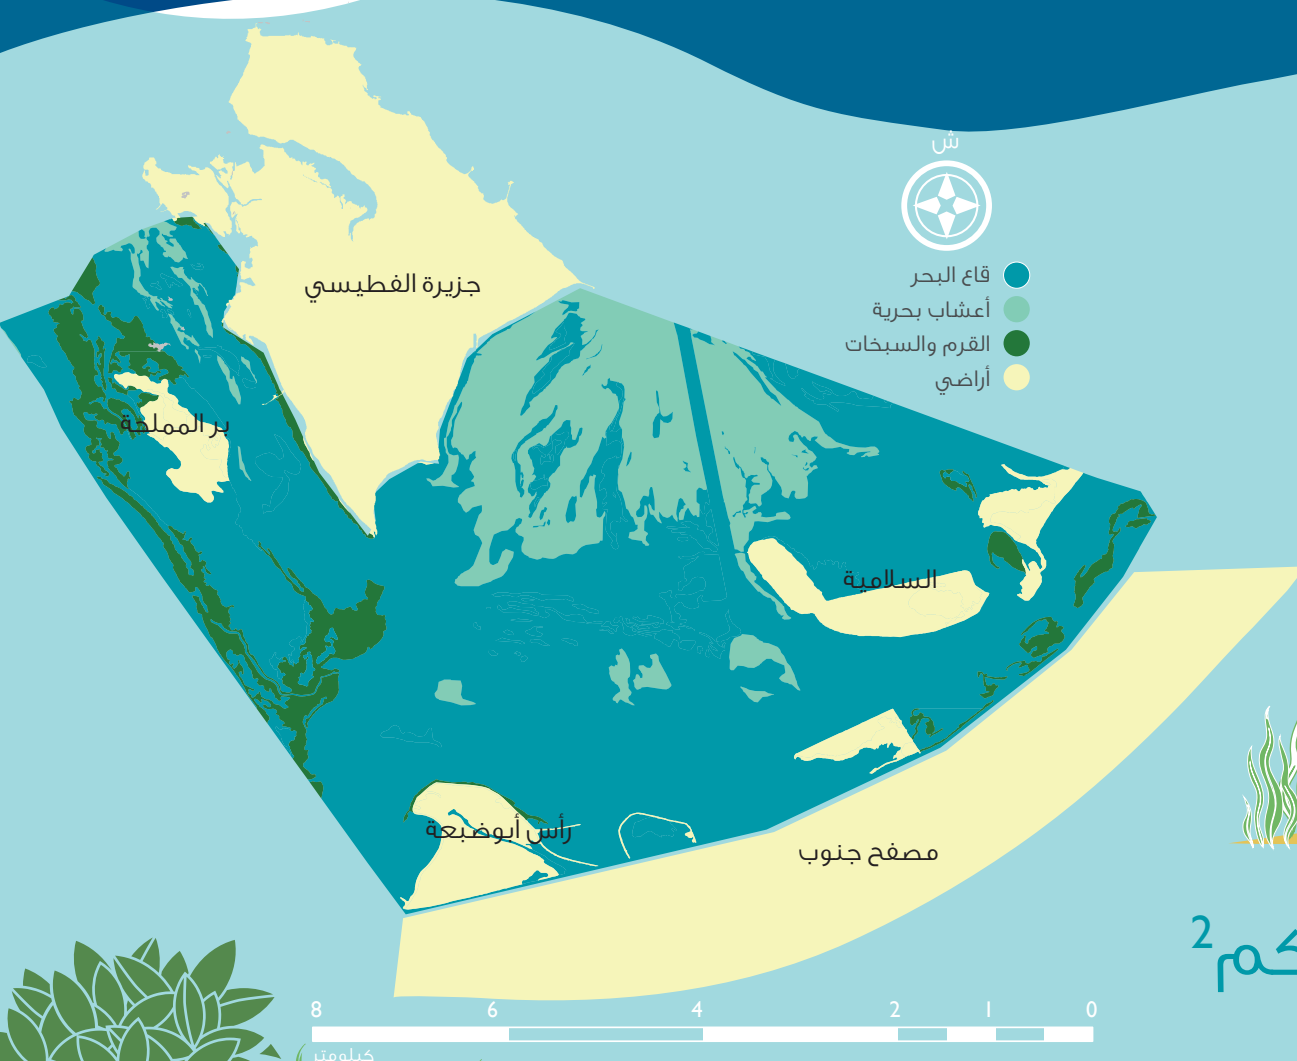 ش
قاع البحر
أعشاب بحرية
القرم والسبخات
أراضي
جزيرة الفطيسي
بر المملحة
السلامية
رأس أبوضبعة
مصفح جنوب
كم2
8 6 4 2 1 0
كيلومتر